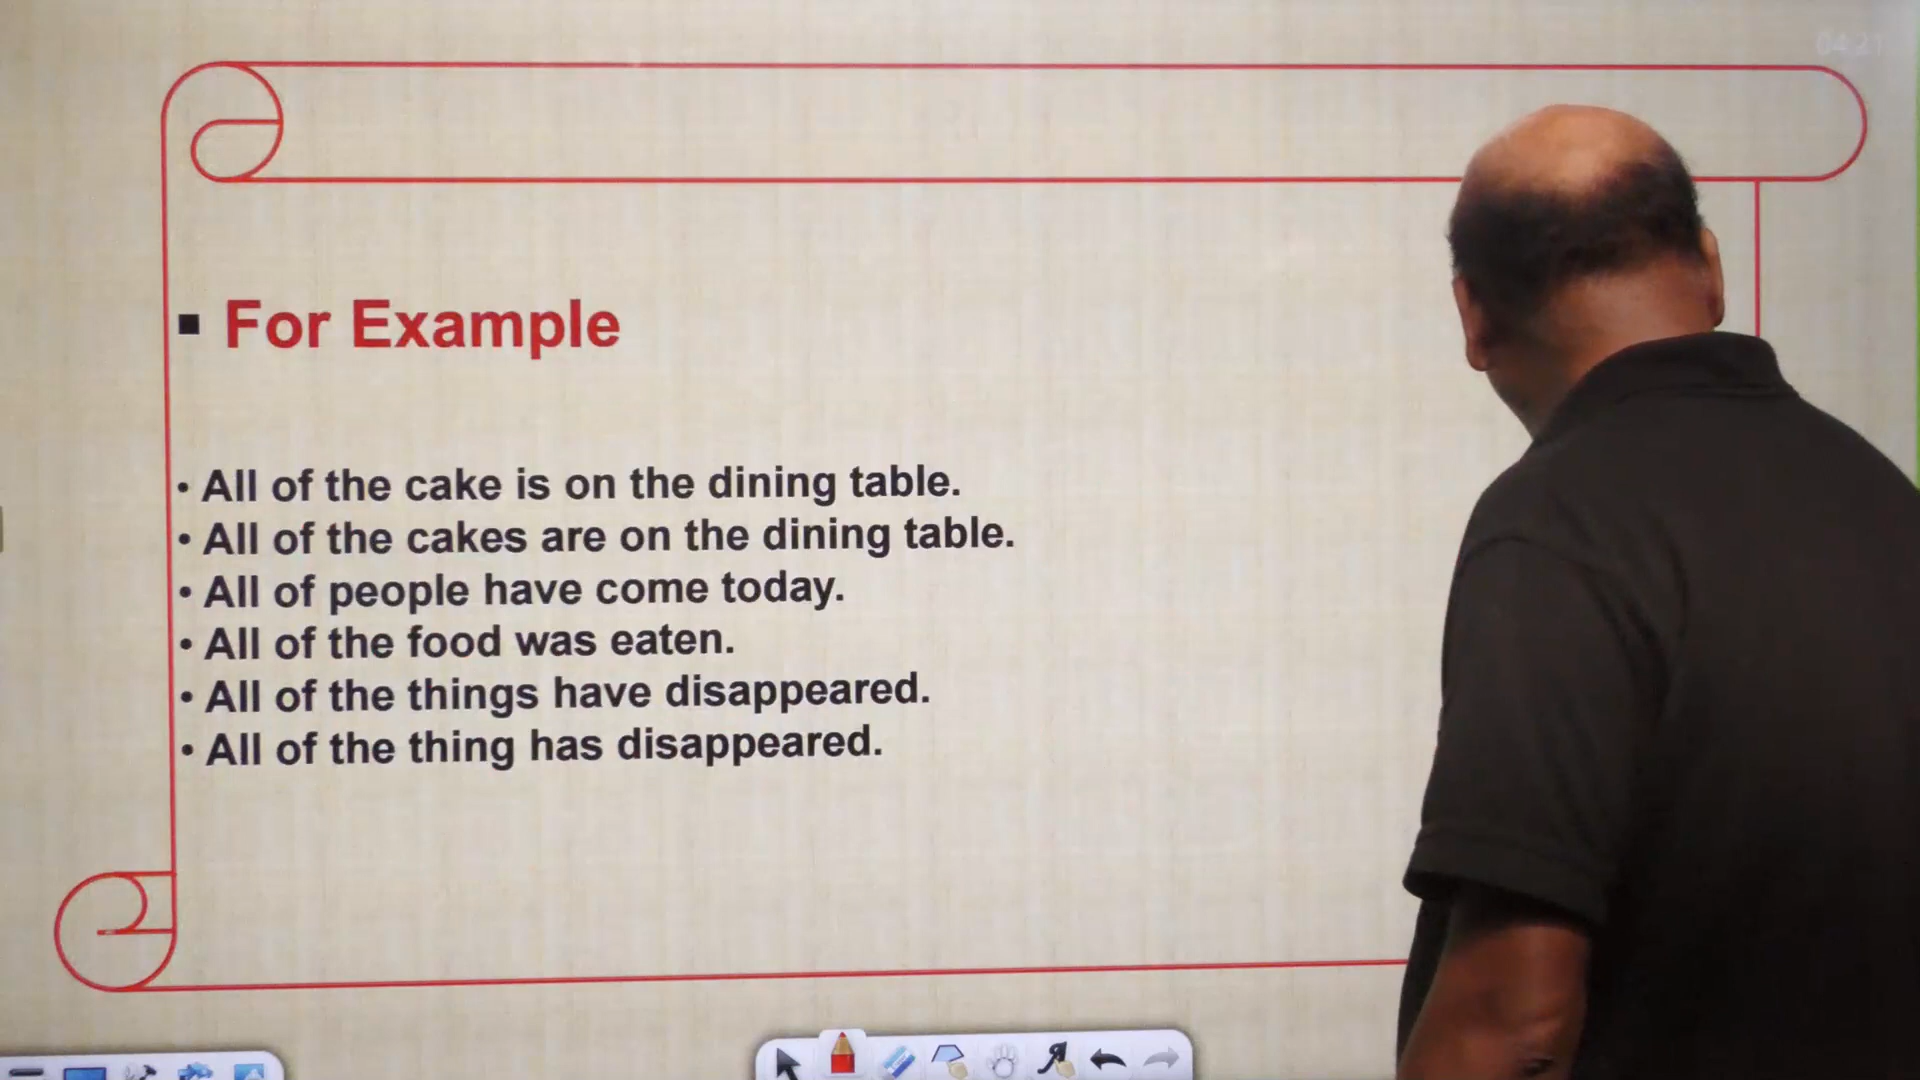 04:21
For Example
All of the cake is on the dining table.
All of the cakes are on the dining table.
All of people have come today.
All of the food was eaten.
All of the things have disappeared.
All of the thing has disappeared.